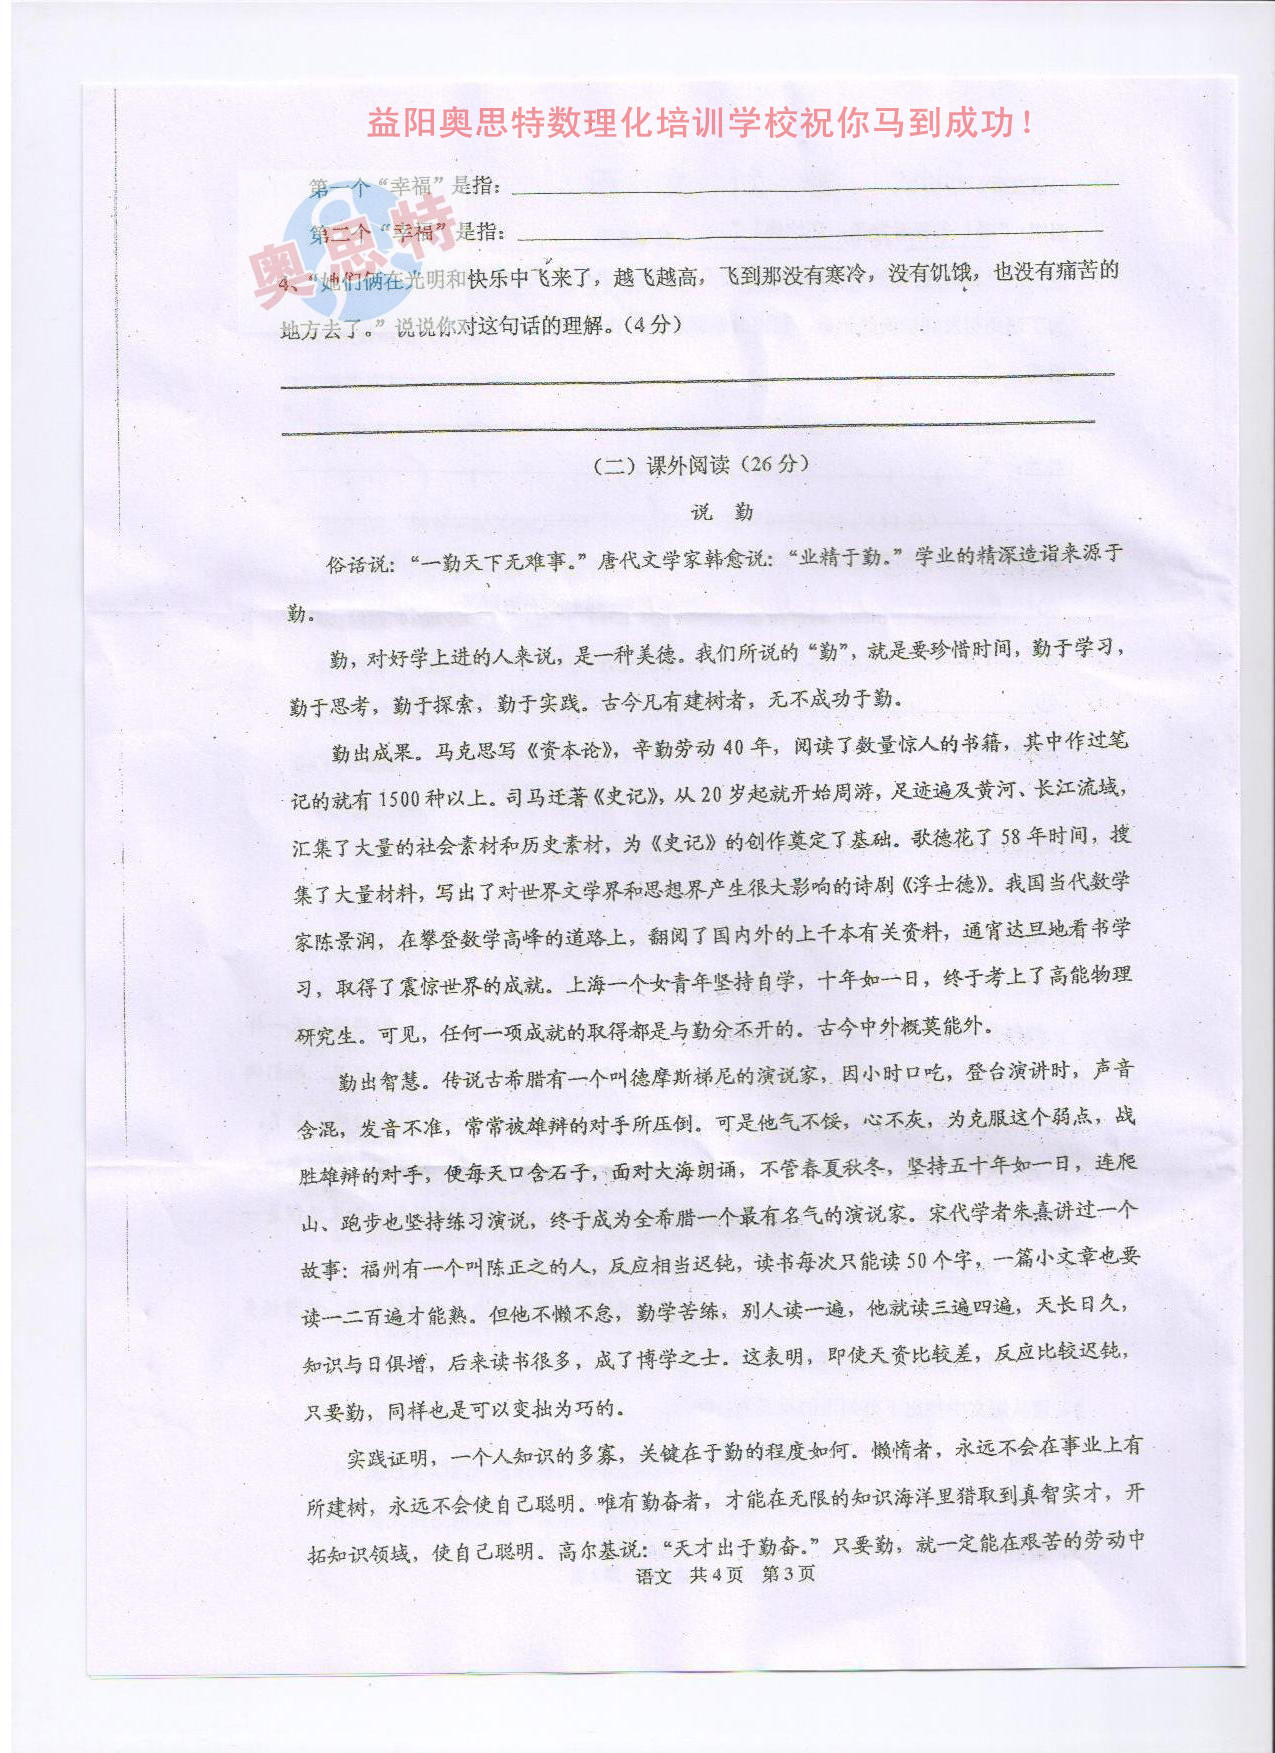 益阳奥思特数理化培训学校祝你马到成功!
第一个“幸福”是指:
第二个“幸福”是指:
奥思特
4、“她们俩在光明和快乐中飞来了，越飞越高，飞到那没有寒冷，没有饥饿，也没有痛苦的
地方去了。”说说你对这句话的理解。(4分)
(二)课外阅读(26分)
说 勤
俗话说：“一勤天下无难事。”唐代文学家韩愈说：“业精于勤。”学业的精深造诣来源于
勤。
勤，对好学上进的人来说，是一种美德。我们所说的“勤”，就是要珍惜时间，勤于学习，
勤于思考，勤于探索，勤于实践。古今凡有建树者，无不成功于勤。
勤出成果。马克思写《资本论》，辛勤劳动40年，阅读了数量惊人的书籍，其中作过笔
记的就有1500种以上。司马迁著《史记》，从20岁起就开始周游，足迹遍及黄河、长江流域，
汇集了大量的社会素材和历史素材，为《史记》的创作奠定了基础。歌德花了58年时间，搜
集了大量材料，写出了对世界文学界和思想界产生很大影响的诗剧《浮士德》。我国当代数学
家陈景润，在攀登数学高峰的道路上，翻阅了国内外的上千本有关资料，通宵达旦地看书学
习，取得了震惊世界的成就。上海一个女青年坚持自学，十年如一日，终于考上了高能物理
研究生。可见，任何一项成就的取得都是与勤分不开的。古今中外概莫能外。
勤出智慧。传说古希腊有一个叫德摩斯梯尼的演说家，因小时口吃，登台演讲时，声音
含混，发音不准，常常被雄辩的对手所压倒。可是他气不馁，心不灰，为克服这个弱点，战
胜雄辩的对手，便每天口含石子，面对大海朗诵，不管春夏秋冬，坚持五十年如一日，连爬
山、跑步也坚持练习演说，终于成为全希腊一个最有名气的演说家。宋代学者朱熹讲过一个
故事：福州有一个叫陈正之的人，反应相当迟钝，读书每次只能读50个字，一篇小文章也要
读一二百遍才能熟。但他不懒不怠，勤学苦练，别人读一遍，他就读三遍四遍，天长日久，
知识与日俱增，后来读书很多，成了博学之士。这表明，即使天资比较差，反应比较迟钝，
只要勤，同样也是可以变拙为巧的。
实践证明，一个人知识的多寡，关键在于勤的程度如何。懒惰者，永远不会在事业上有
所建树，永远不会使自己聪明。唯有勤奋者，才能在无限的知识海洋里猎取到真智实才，开
拓知识领域，使自己聪明。高尔基说：“天才出于勤奋。”只要勤，就一定能在艰苦的劳动中
语文 共4页 第3页